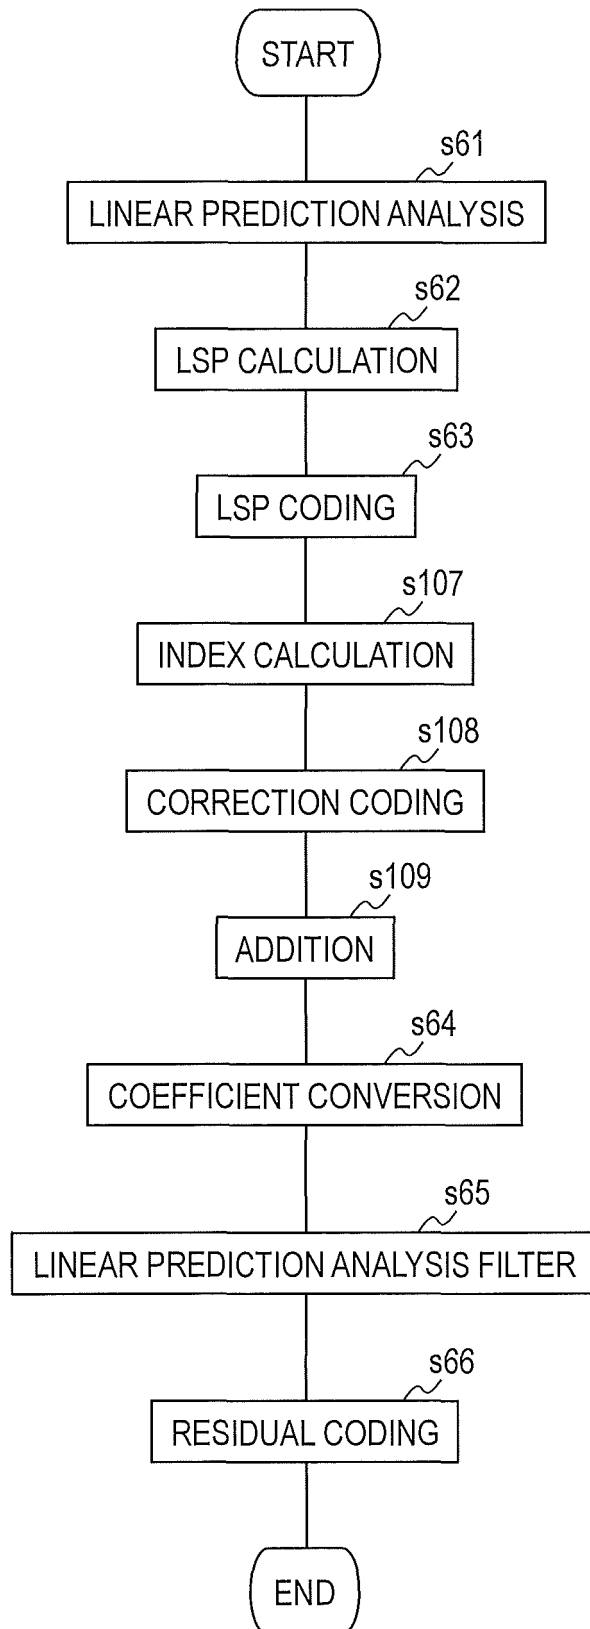 START
s61
LINEAR PREDICTION ANALYSIS
s62
LSP CALCULATION
s63
LSP CODING
s107
INDEX CALCULATION
s108
CORRECTION CODING
s109
ADDITION
s64
COEFFICIENT CONVERSION
s65
LINEAR PREDICTION ANALYSIS FILTER
s66
RESIDUAL CODING
END